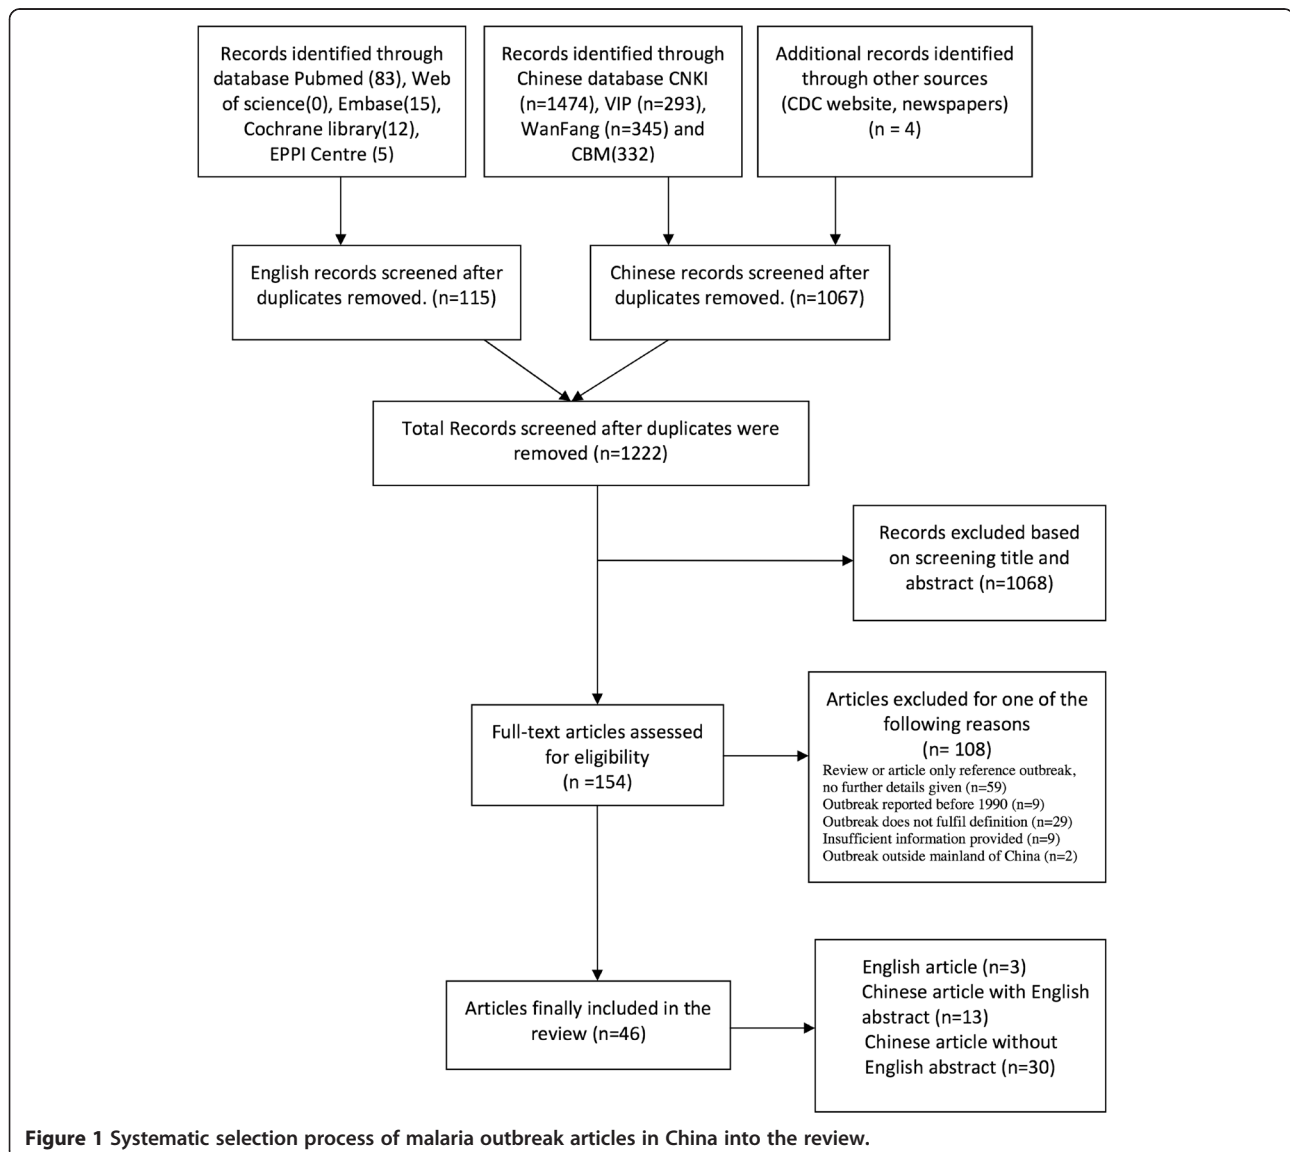 Records identified through
database Pubmed (83), Web
of science(0), Embase(15),
Cochrane library(12),
EPPI Centre (5)
Records identified through
Chinese database CNKI
(n=1474), VIP (n=293),
WanFang (n=345) and
CBM(332)
Additional records identified
through other sources
(CDC website, newspapers)
(n = 4)
English records screened after
duplicates removed. (n=115)
Chinese records screened after
duplicates removed. (n=1067)
Total Records screened after duplicates were
removed (n=1222)
Records excluded based
on screening title and
abstract (n=1068)
Full-text articles assessed
for eligibility
(n =154)
Articles excluded for one of the
following reasons
(n= 108)
Review or article only reference outbreak,
no further details given (n=59)
Outbreak reported before 1990 (n=9)
Outbreak does not fulfil definition (n=29)
Insufficient information provided (n=9)
Outbreak outside mainland of China (n=2)
Articles finally included in the
review (n=46)
English article (n=3)
Chinese article with English
abstract (n=13)
Chinese article without
English abstract (n=30)
Figure 1 Systematic selection process of malaria outbreak articles in China into the review.